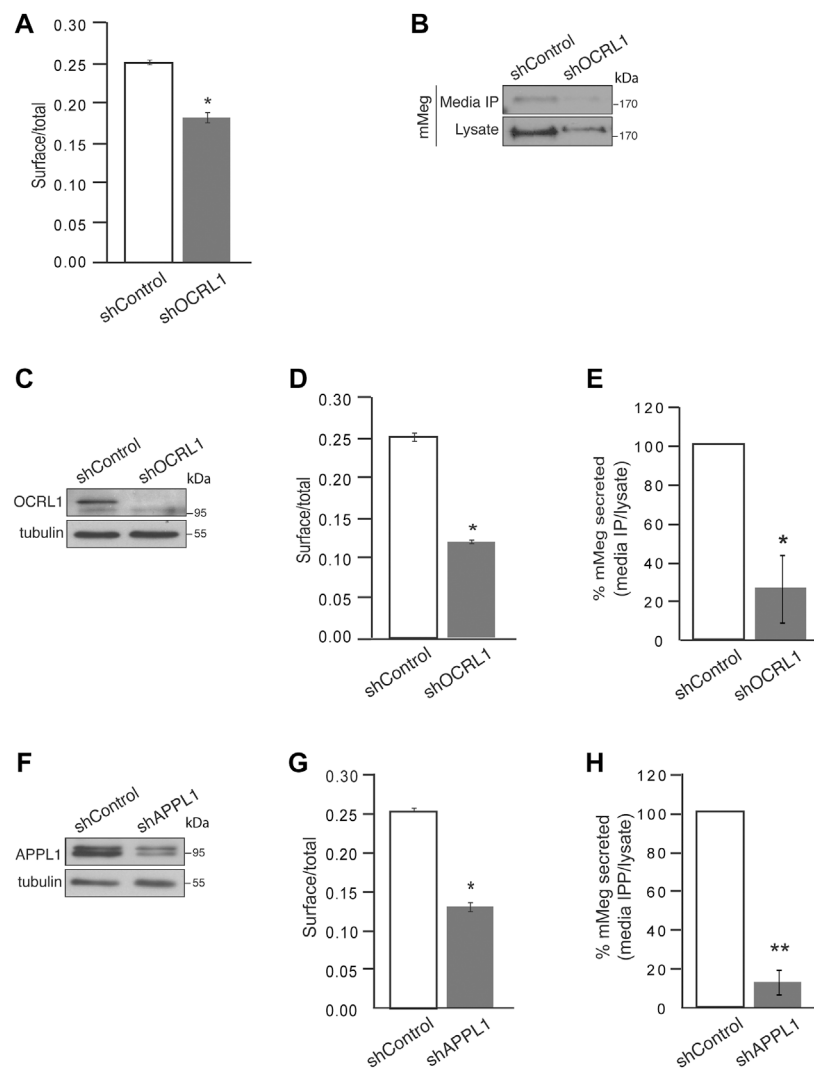 A
0.30
0.25
0.20
0.15
0.10
0.05
0.00
Surface/total
*
shControl
shOCRL1
B
shControl
shOCRL1
kDa
mMeg
Media IP
-170
Lysate
-170
C
shControl
shOCRL1
kDa
OCRL1
-95
tubulin
-55
D
0.30
0.25
0.20
0.15
0.10
0.05
0.00
Surface/total
*
shControl
shOCRL1
E
120
100
80
60
40
20
0
% mMeg secreted
(media IP/lysate)
*
shControl
shOCRL1
F
shControl
shAPPL1
kDa
APPL1
-95
tubulin
-55
G
0.30
0.25
0.20
0.15
0.10
0.05
0.00
Surface/total
*
shControl
shAPPL1
H
120
100
80
60
40
20
0
% mMeg secreted
(media IPP/lysate)
**
shControl
shAPPL1